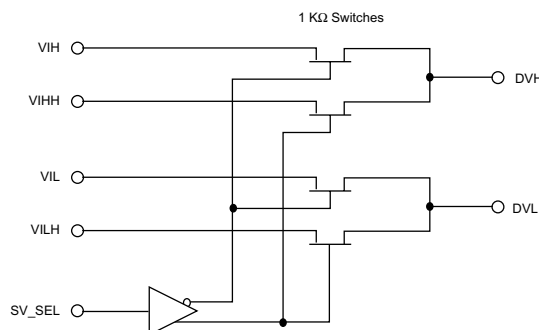 1 KΩ Switches
VIH
DVH
VIHH
VIL
DVL
VILH
SV_SEL